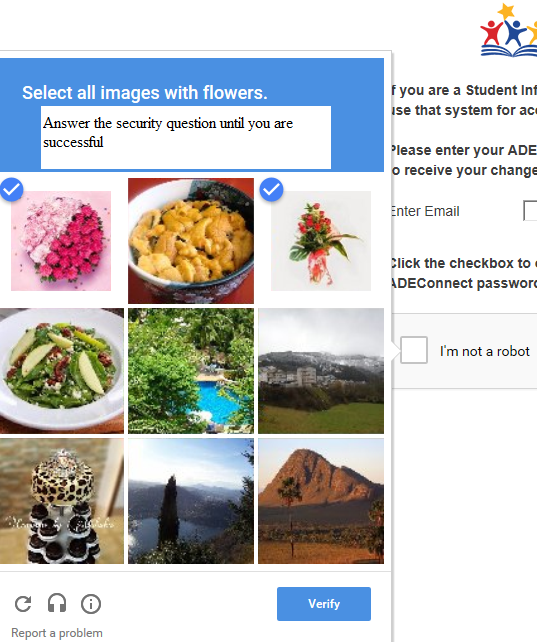 Select all images with flowers.
Answer the security question until you are
successful
f you are a Student Inf
use that system for acc
Please enter your ADE
to receive your change
Enter Email
Click the checkbox to
ADEConnect password
I'm not a robot
Verify
Report a problem